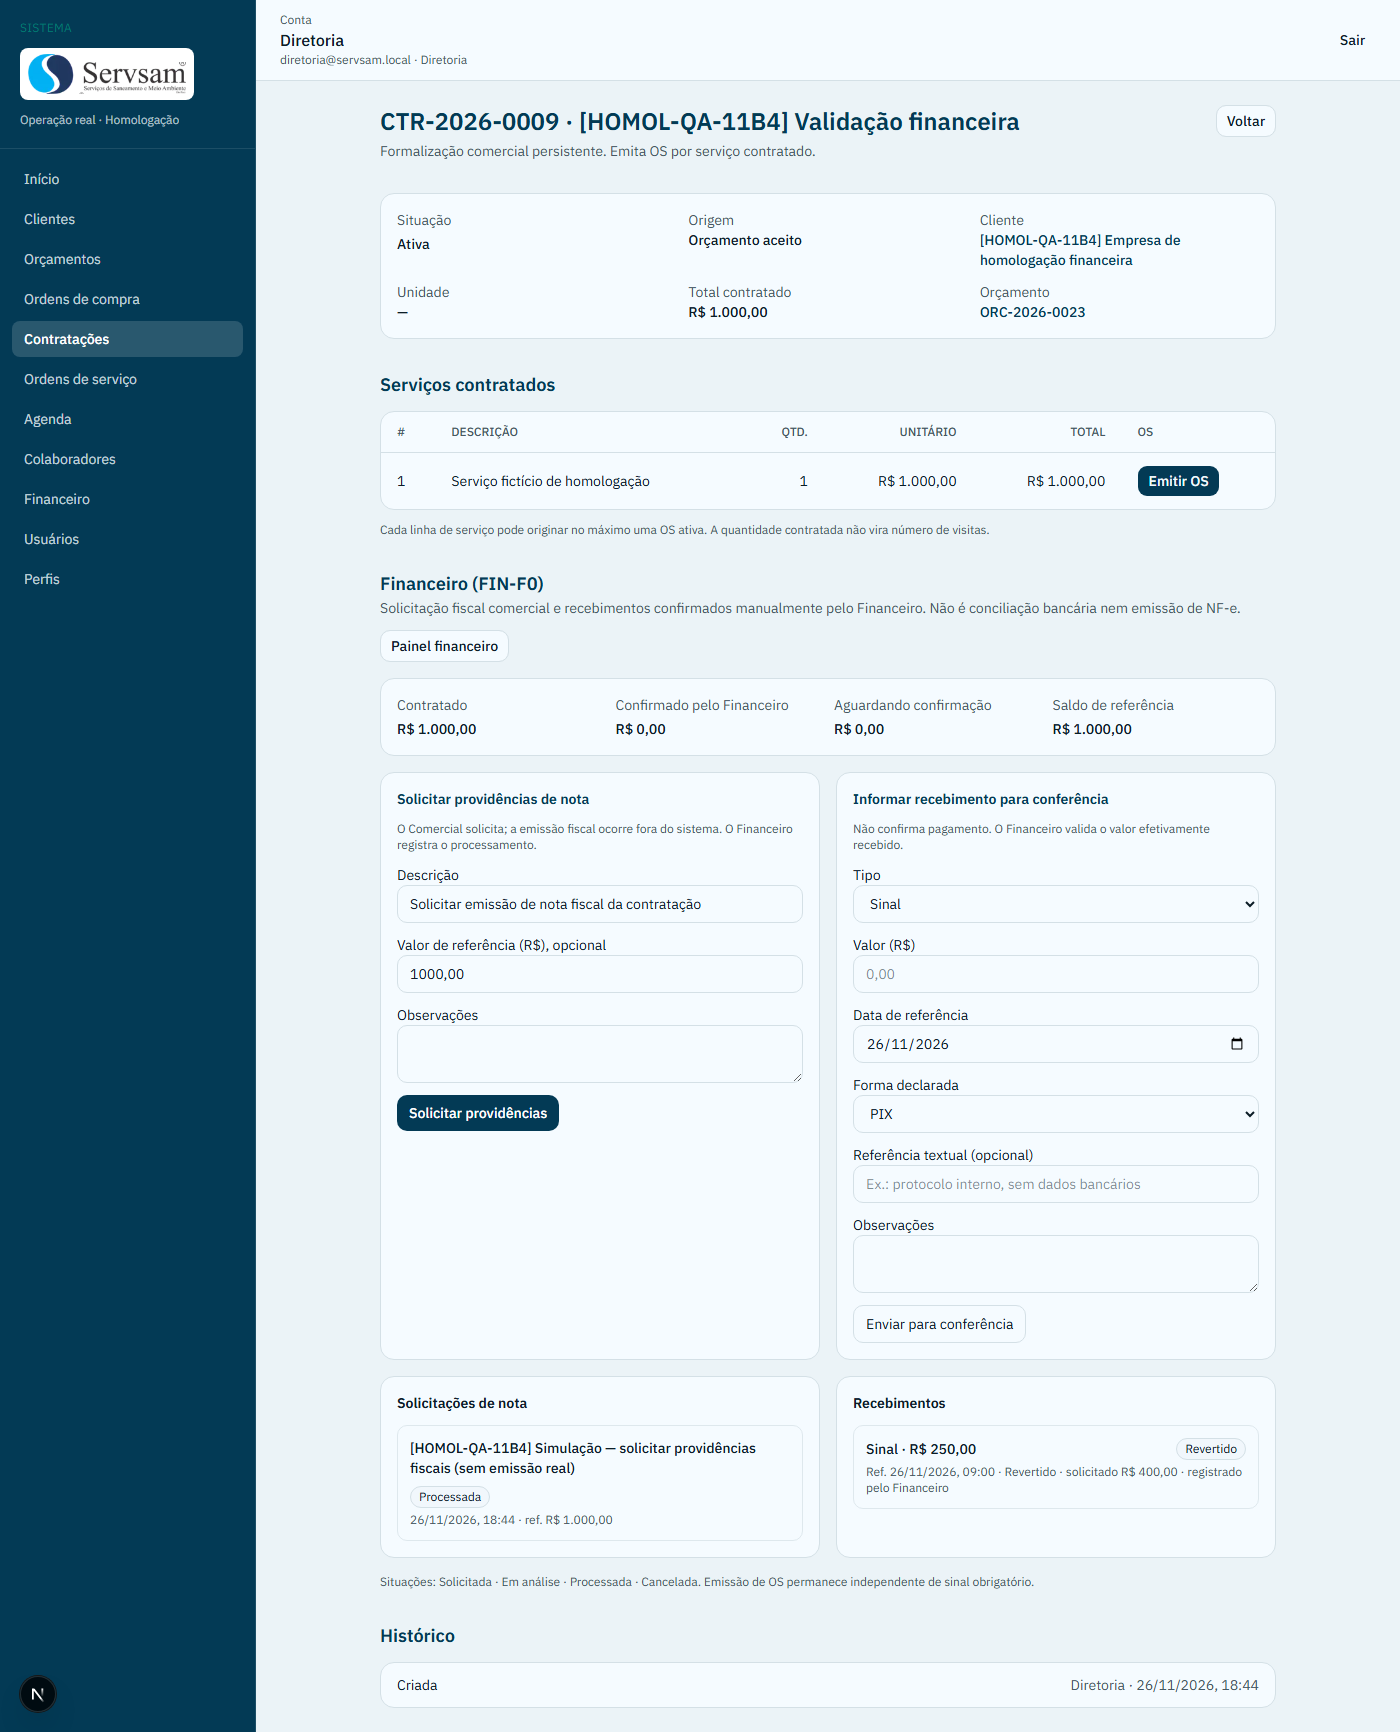 SISTEMA
Servsam
Serviços de Saneamento e Meio Ambiente
Operação real · Homologação
Início
Clientes
Orçamentos
Ordens de compra
Contratações
Ordens de serviço
Agenda
Colaboradores
Financeiro
Usuários
Perfis
Conta
Diretoria
diretoria@servsam.local · Diretoria
Sair
CTR-2026-0009 · [HOMOL-QA-11B4] Validação financeira
Voltar
Formalização comercial persistente. Emita OS por serviço contratado.
Situação
Ativa
Origem
Orçamento aceito
Cliente
[HOMOL-QA-11B4] Empresa de
homologação financeira
Unidade
—
Total contratado
R$ 1.000,00
Orçamento
ORC-2026-0023
Serviços contratados
# DESCRIÇÃO QTD. UNITÁRIO TOTAL OS
1 Serviço fictício de homologação 1 R$ 1.000,00 R$ 1.000,00 Emitir OS
Cada linha de serviço pode originar no máximo uma OS ativa. A quantidade contratada não vira número de visitas.
Financeiro (FIN-F0)
Solicitação fiscal comercial e recebimentos confirmados manualmente pelo Financeiro. Não é conciliação bancária nem emissão de NF-e.
Painel financeiro
Contratado
R$ 1.000,00
Confirmado pelo Financeiro
R$ 0,00
Aguardando confirmação
R$ 0,00
Saldo de referência
R$ 1.000,00
Solicitar providências de nota
O Comercial solicita; a emissão fiscal ocorre fora do sistema. O Financeiro
registra o processamento.
Descrição
Solicitar emissão de nota fiscal da contratação
Valor de referência (R$), opcional
1000,00
Observações
Solicitar providências
Informar recebimento para conferência
Não confirma pagamento. O Financeiro valida o valor efetivamente
recebido.
Tipo
Sinal
Valor (R$)
0,00
Data de referência
26/11/2026
Forma declarada
PIX
Referência textual (opcional)
Ex.: protocolo interno, sem dados bancários
Observações
Enviar para conferência
Solicitações de nota
[HOMOL-QA-11B4] Simulação — solicitar providências
fiscais (sem emissão real)
Processada
26/11/2026, 18:44 · ref. R$ 1.000,00
Recebimentos
Sinal · R$ 250,00
Revertido
Ref. 26/11/2026, 09:00 · Revertido · solicitado R$ 400,00 · registrado
pelo Financeiro
Situações: Solicitada · Em análise · Processada · Cancelada. Emissão de OS permanece independente de sinal obrigatório.
Histórico
Criada
Diretoria · 26/11/2026, 18:44
N